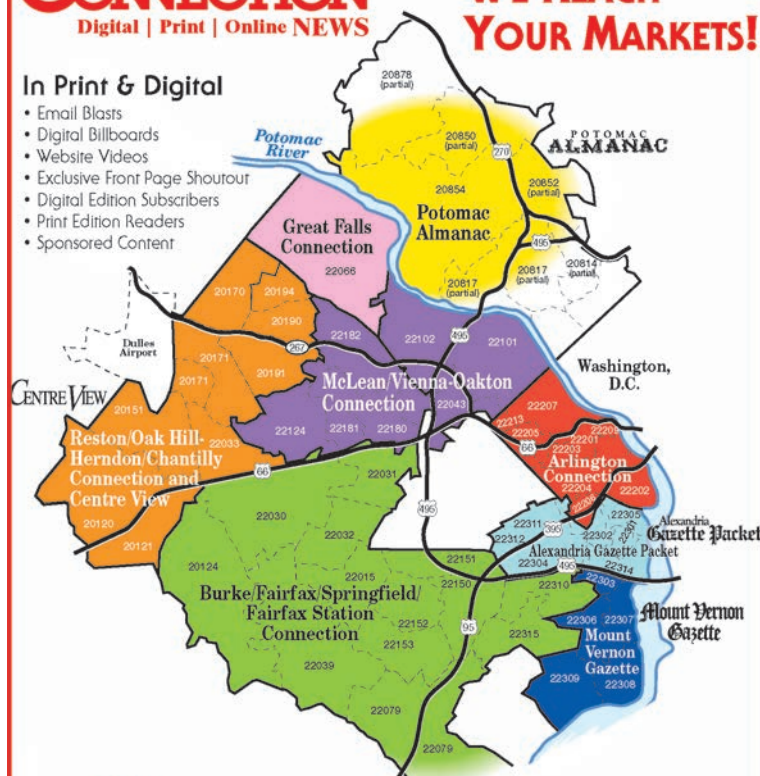 CONNECTION
Digital | Print | Online NEWS
WE REACH
YOUR MARKETS!
In Print & Digital
• Email Blasts
• Digital Billboards
• Website Videos
• Exclusive Front Page Shoutout
• Digital Edition Subscribers
• Print Edition Readers
• Sponsored Content
Potomac
River
20878
(partial)
20850
(partial)
270
POTOMAC
ALMANAC
20854
20852
(partial)
Potomac
Almanac
495
20814
(partial)
20817
(partial)
20817
(partial)
Great Falls
Connection
22066
20170
20194
20190
Dulles
Airport
267
22182
22102
495
22101
20171
20171
20191
McLean/Vienna-Oakton
Connection
22043
22124
22181
22180
Washington,
D.C.
CENTRE VIEW
20151
22033
Reston/Oak Hill-
Herndon/Chantilly
Connection and
Centre View
66
20120
20121
22207
22213
22205
22201
22209
22203
66
Arlington
Connection
22204
22206
22202
22031
495
22030
22032
22311
395
22305
22312
22302
22301
Alexandria
Gazette Packet
Alexandria Gazette Packet
22304
495
22314
20124
22015
22151
22150
22310
22303
Burke/Fairfax/Springfield/
Fairfax Station
Connection
22152
22153
95
22315
22306
22307
Mount Vernon
Gazette
Mount
Vernon
Gazette
22039
22309
22308
22079
22079